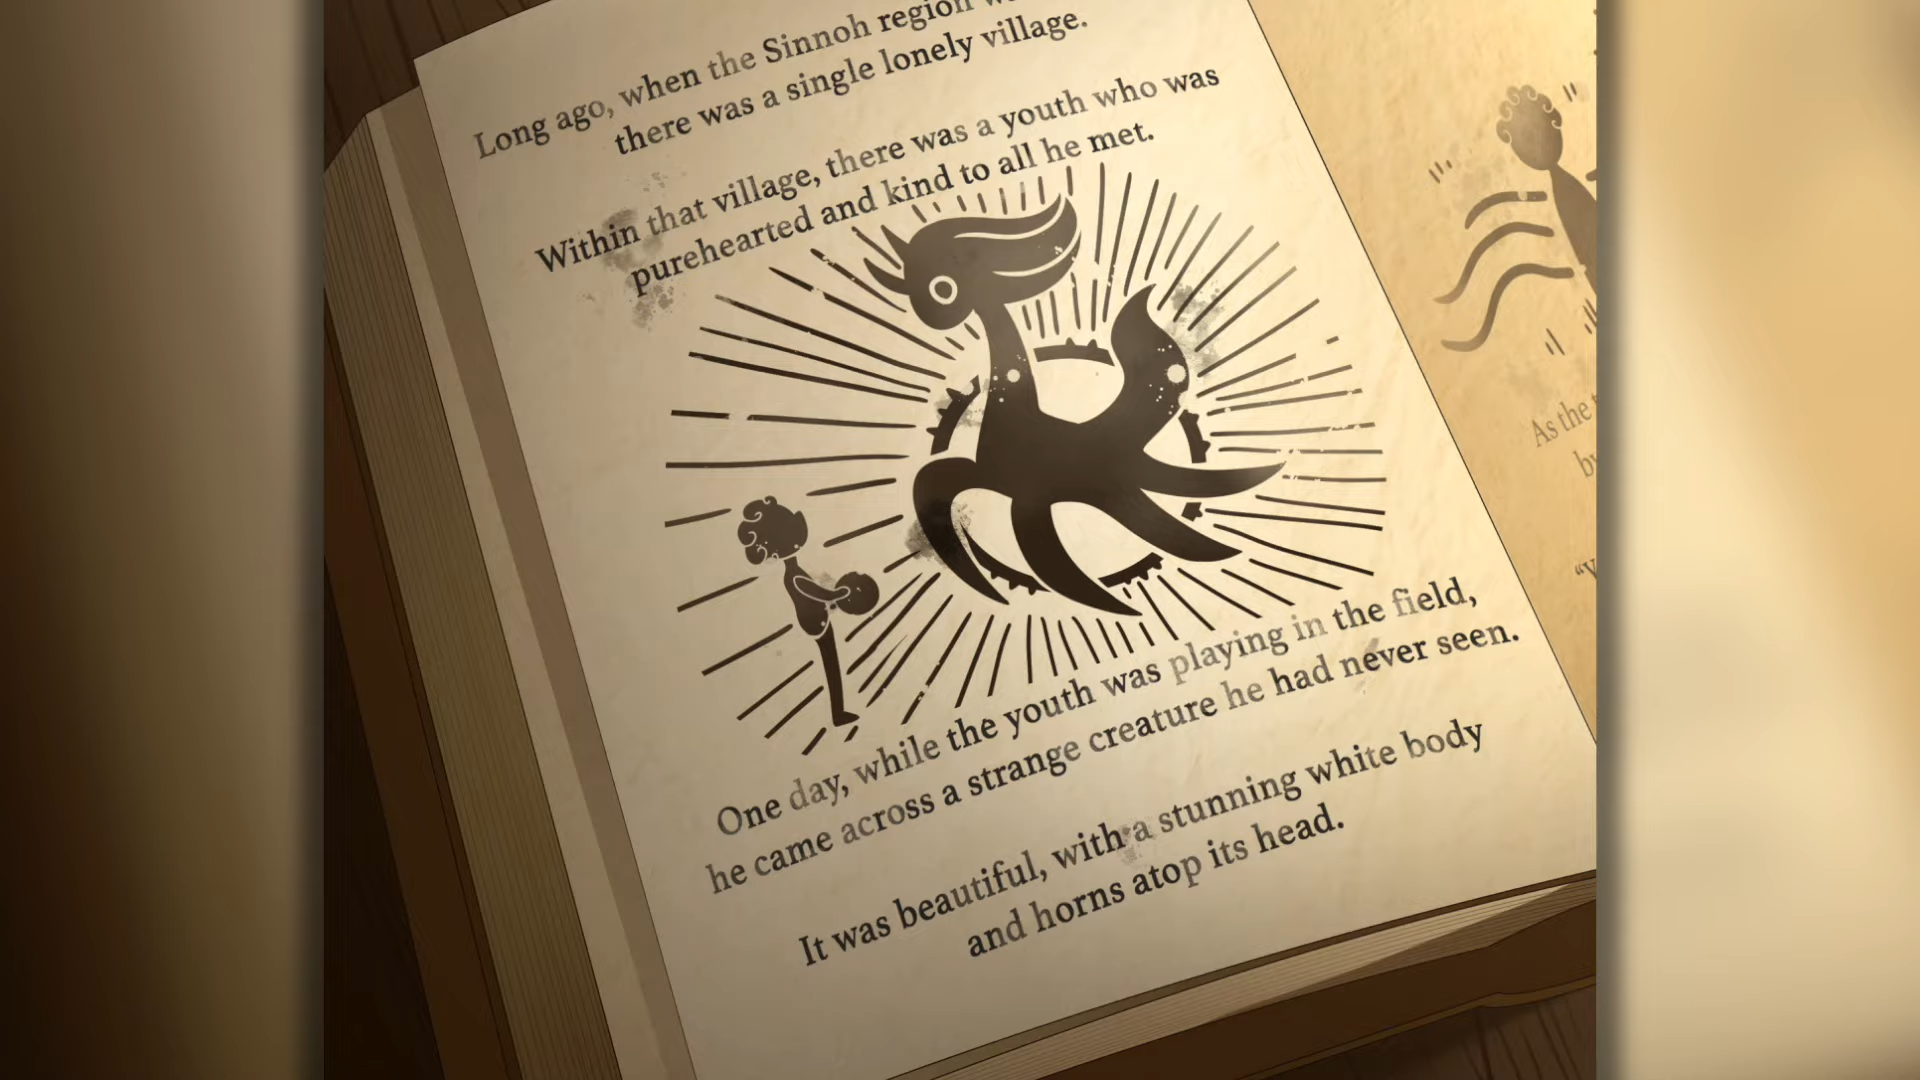 Long ago, when the Sinnoh region
there was a single lonely village.
Within that village, there was a youth who was
purehearted and kind to all he met.
One day, while the youth was playing in the field,
he came across a strange creature he had never seen.
It was beautiful, with a stunning white body
and horns atop its head.
As the